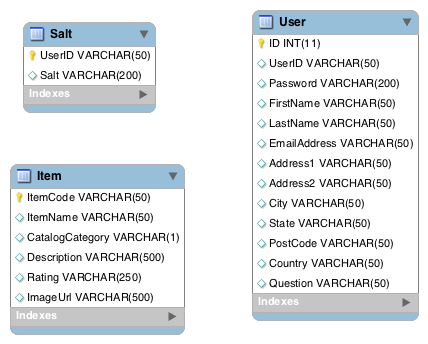 Salt
UserID VARCHAR(50)
Salt VARCHAR(200)
Indexes
Item
ItemCode VARCHAR(50)
ItemName VARCHAR(50)
CatalogCategory VARCHAR(1)
Description VARCHAR(500)
Rating VARCHAR(250)
ImageUrl VARCHAR(500)
Indexes
User
ID INT(11)
UserID VARCHAR(50)
Password VARCHAR(200)
FirstName VARCHAR(50)
LastName VARCHAR(50)
EmailAddress VARCHAR(50)
Address1 VARCHAR(50)
Address2 VARCHAR(50)
City VARCHAR(50)
State VARCHAR(50)
PostCode VARCHAR(50)
Country VARCHAR(50)
Question VARCHAR(50)
Indexes